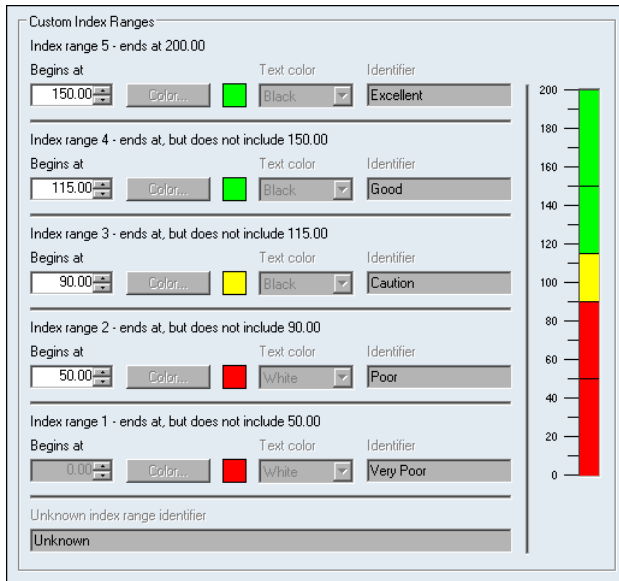 Custom Index Ranges
Index range 5 - ends at 200.00
Begins at Text color Identifier
150.00 Color... Black Excellent
Index range 4 - ends at, but does not include 150.00
Begins at Text color Identifier
115.00 Color... Black Good
Index range 3 - ends at, but does not include 115.00
Begins at Text color Identifier
90.00 Color... Black Caution
Index range 2 - ends at, but does not include 90.00
Begins at Text color Identifier
50.00 Color... White Poor
Index range 1 - ends at, but does not include 50.00
Begins at Text color Identifier
0.00 Color... White Very Poor
Unknown index range identifier
Unknown
200
180
160
140
120
100
80
60
40
20
0